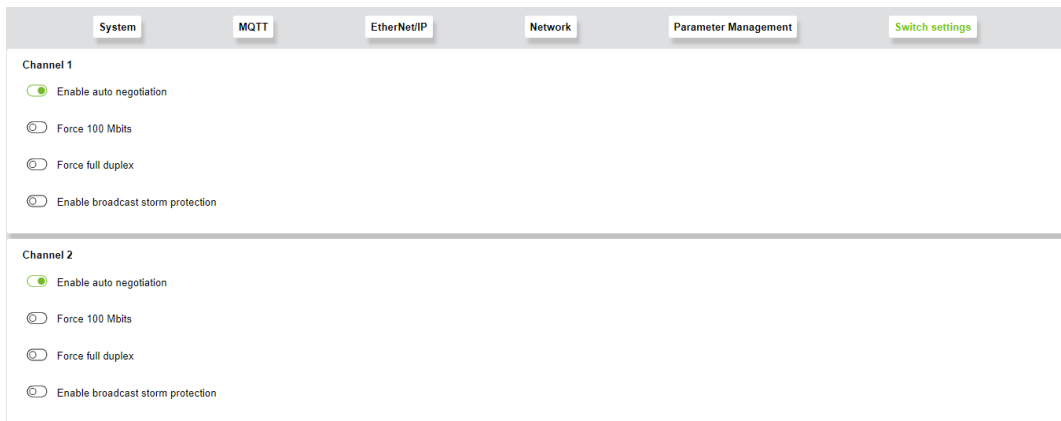 System MQTT EtherNet/IP Network Parameter Management Switch settings
Channel 1
Enable auto negotiation
Force 100 Mbits
Force full duplex
Enable broadcast storm protection
Channel 2
Enable auto negotiation
Force 100 Mbits
Force full duplex
Enable broadcast storm protection